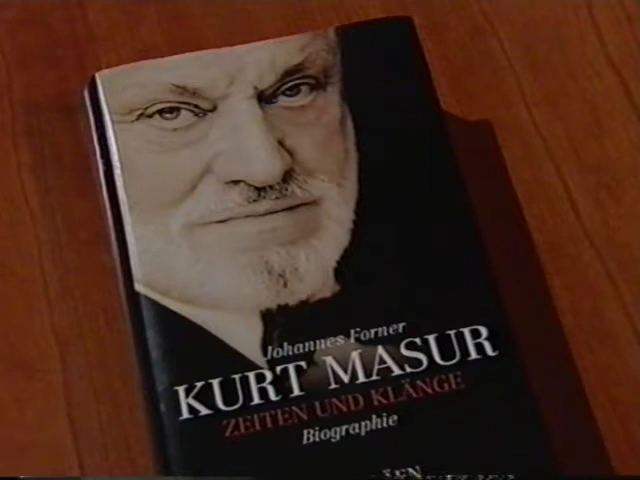 Johannes Forner
KURT MASUR
ZEITEN UND KLÄNGE
Biographie